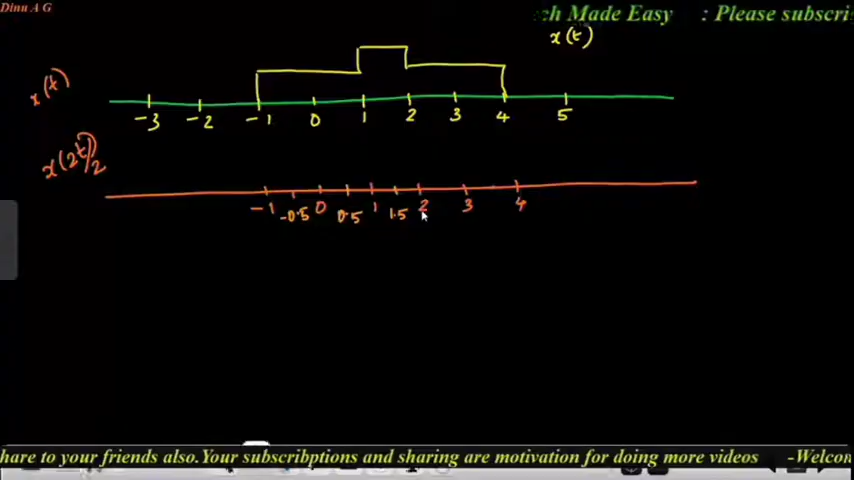 Dinu A G
ch Made Easy : Please subscri
x(t)
x(t)
-3 -2 -1 0 1 2 3 4 5
x(2t)/2
-1 -0.5 0 0.5 1 1.5 2 3 4
hare to your friends also.Your subscribptions and sharing are motivation for doing more videos -Welcon